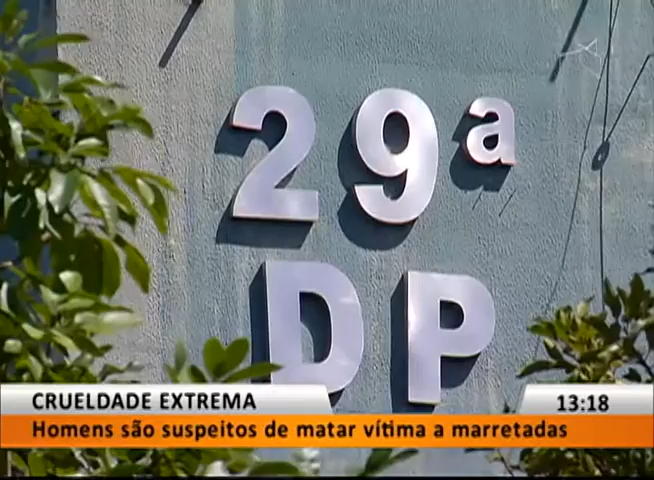 29ª
DP
CRUELDADE EXTREMA
13:18
Homens são suspeitos de matar vítima a marretadas